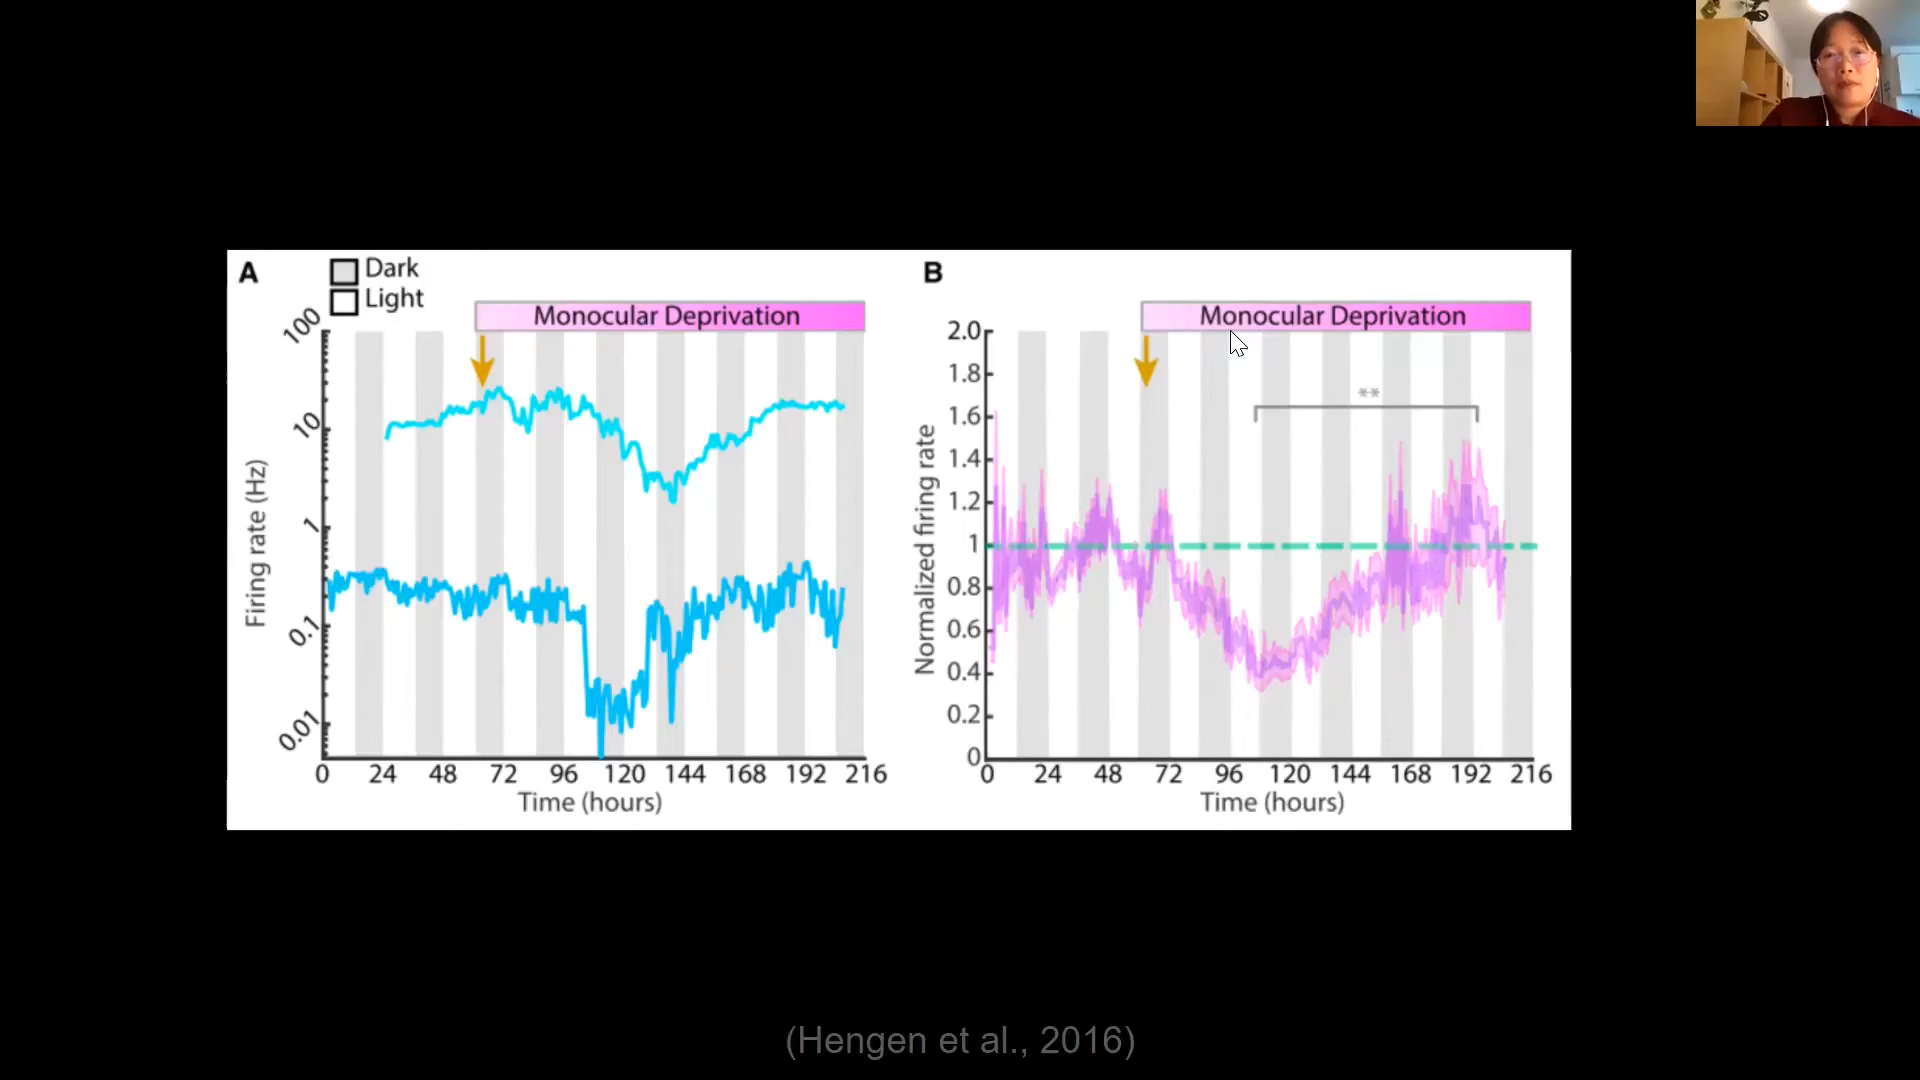 A
Dark
Light
Monocular Deprivation
100
10
1
0.1
0.01
Firing rate (Hz)
0 24 48 72 96 120 144 168 192 216
Time (hours)
B
Monocular Deprivation
**
2.0
1.8
1.6
1.4
1.2
1
0.8
0.6
0.4
0.2
0
Normalized firing rate
0 24 48 72 96 120 144 168 192 216
Time (hours)
(Hengen et al., 2016)